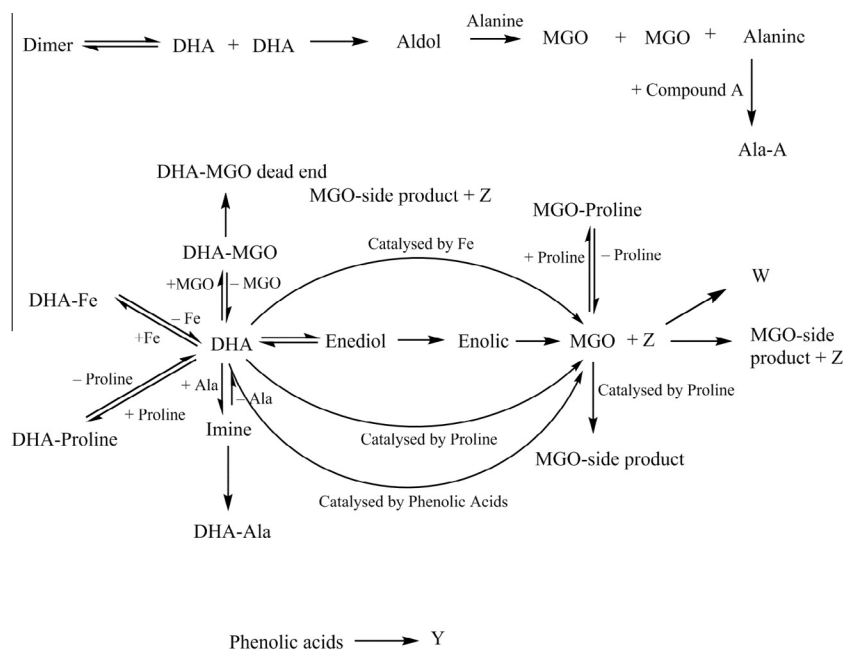 Alanine
Dimer DHA + DHA Aldol MGO + MGO + Alaninc
+ Compound A
Ala-A
DHA-MGO dead end
MGO-side product + Z
MGO-Proline
DHA-MGO
Catalysed by Fe
+ Proline – Proline
+MGO – MGO
W
DHA-Fe
– Fe
+Fe
DHA Enediol Enolic MGO + Z
MGO-side
product + Z
– Proline
+ Ala
– Ala
+ Proline
Catalysed by Proline
DHA-Proline
Imine
Catalysed by Proline
MGO-side product
Catalysed by Phenolic Acids
DHA-Ala
Phenolic acids Y